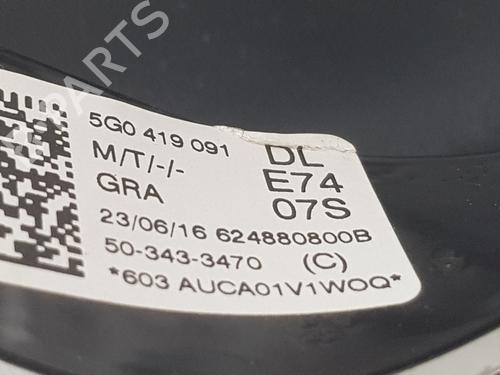 5G0 419 091 DL
M/T/-/- E74
GRA 07S
23/06/16 624880800B
50-343-3470 (C)
*603 AUCA01V1WOQ*